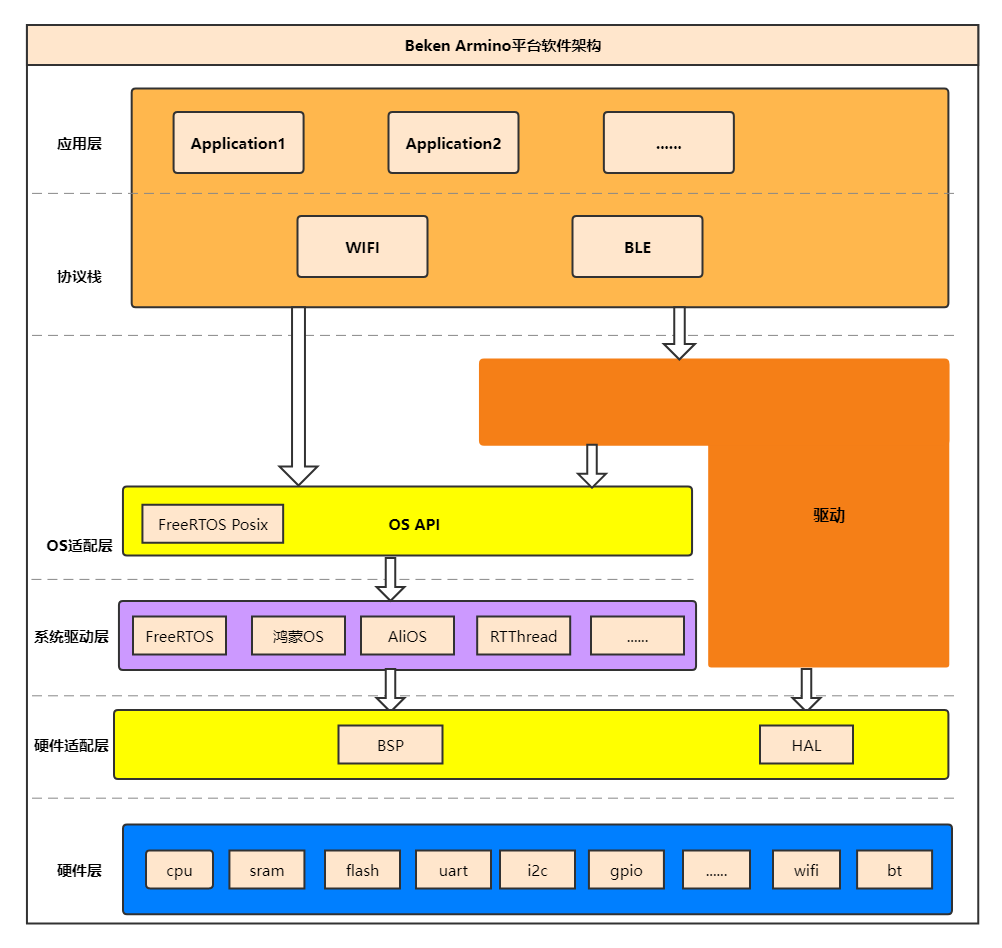 Beken Armino平台软件架构
应用层
Application1
Application2
......
协议栈
WIFI
BLE
驱动
OS适配层
FreeRTOS Posix
OS API
系统驱动层
FreeRTOS
鸿蒙OS
AliOS
RTThread
......
硬件适配层
BSP
HAL
硬件层
cpu
sram
flash
uart
i2c
gpio
......
wifi
bt